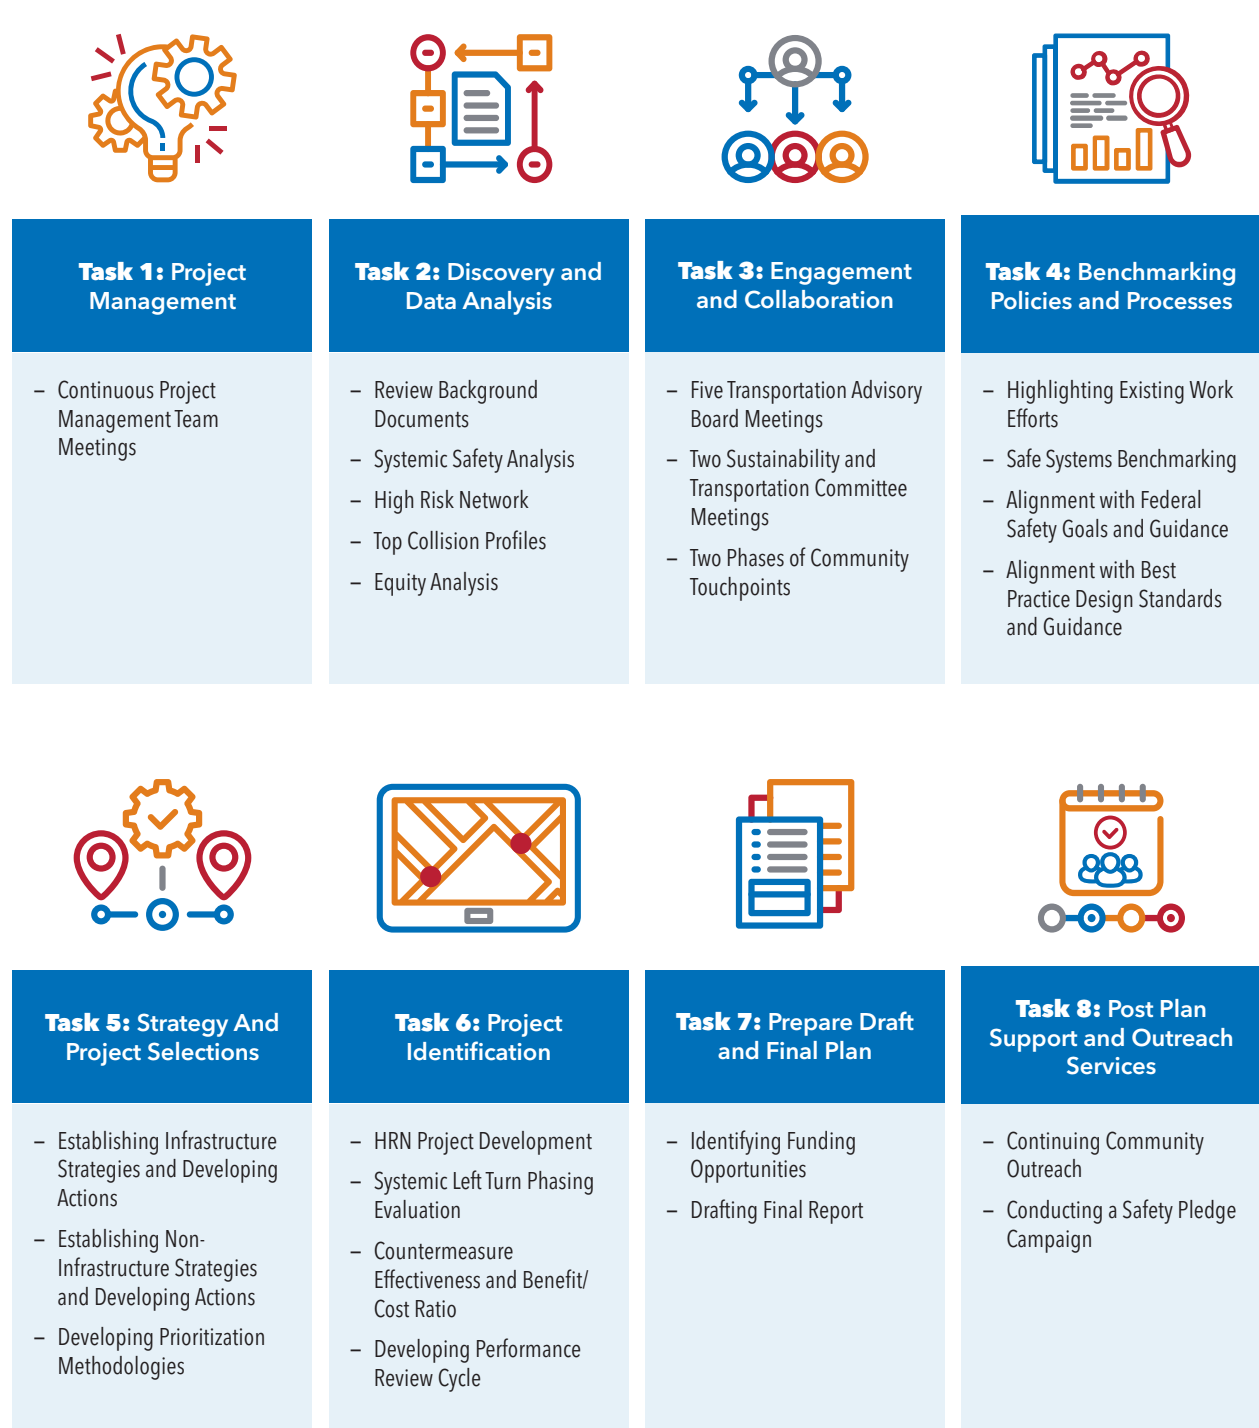 Task 1: Project
Management
– Continuous Project
Management Team
Meetings
Task 2: Discovery and
Data Analysis
– Review Background
Documents
– Systemic Safety Analysis
– High Risk Network
– Top Collision Profiles
– Equity Analysis
Task 3: Engagement
and Collaboration
– Five Transportation Advisory
Board Meetings
– Two Sustainability and
Transportation Committee
Meetings
– Two Phases of Community
Touchpoints
Task 4: Benchmarking
Policies and Processes
– Highlighting Existing Work
Efforts
– Safe Systems Benchmarking
– Alignment with Federal
Safety Goals and Guidance
– Alignment with Best
Practice Design Standards
and Guidance
Task 5: Strategy And
Project Selections
– Establishing Infrastructure
Strategies and Developing
Actions
– Establishing Non-
Infrastructure Strategies
and Developing Actions
– Developing Prioritization
Methodologies
Task 6: Project
Identification
– HRN Project Development
– Systemic Left Turn Phasing
Evaluation
– Countermeasure
Effectiveness and Benefit/
Cost Ratio
– Developing Performance
Review Cycle
Task 7: Prepare Draft
and Final Plan
– Identifying Funding
Opportunities
– Drafting Final Report
Task 8: Post Plan
Support and Outreach
Services
– Continuing Community
Outreach
– Conducting a Safety Pledge
Campaign